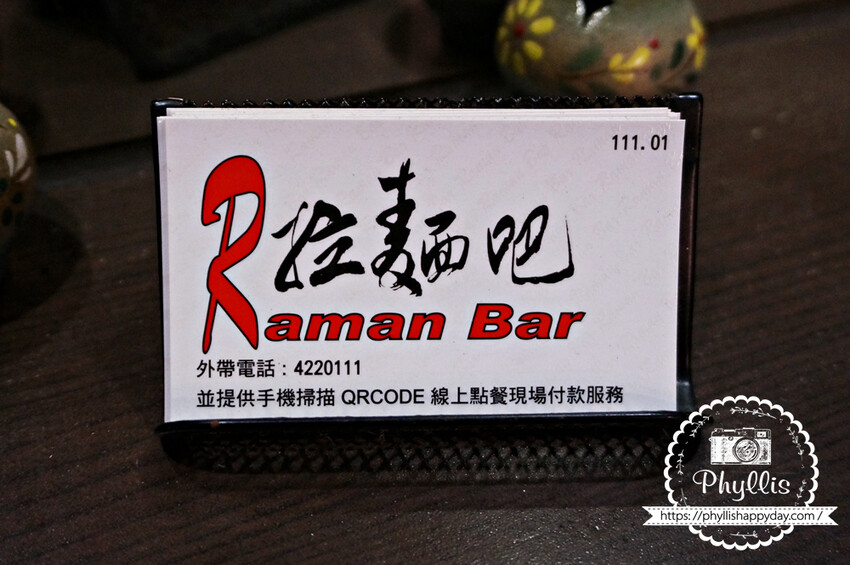 111.01
拉麵吧
Raman Bar
外帶電話：4220111
並提供手機掃描 QRCODE 線上點餐現場付款服務
Phyllis
https://phyllishappyday.com/